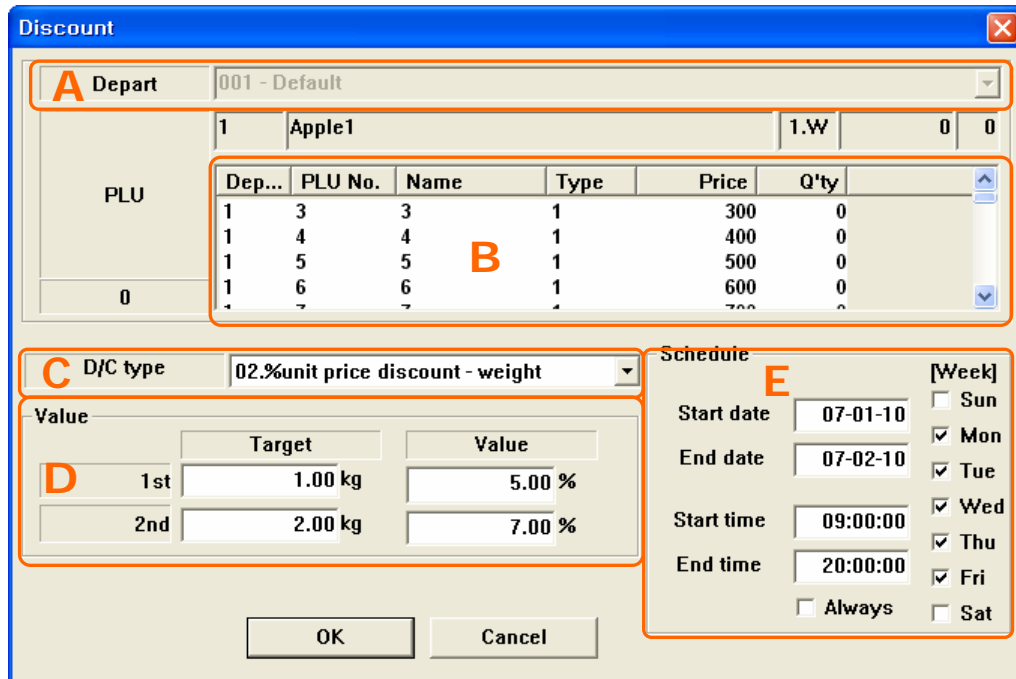 Discount
A Depart 001 - Default
1 Apple1 1.W 0 0
PLU
Dep... PLU No. Name Type Price Q'ty
1 3 3 1 300 0
1 4 4 1 400 0
1 5 5 1 500 0
B
1 6 6 1 600 0
0
C D/C type 02.%unit price discount - weight
Value
Target Value
D 1st 1.00 kg 5.00 %
2nd 2.00 kg 7.00 %
Schedule
E
[Week]
Start date 07-01-10
End date 07-02-10
Start time 09:00:00
End time 20:00:00
Always
Sun
Mon
Tue
Wed
Thu
Fri
Sat
OK Cancel